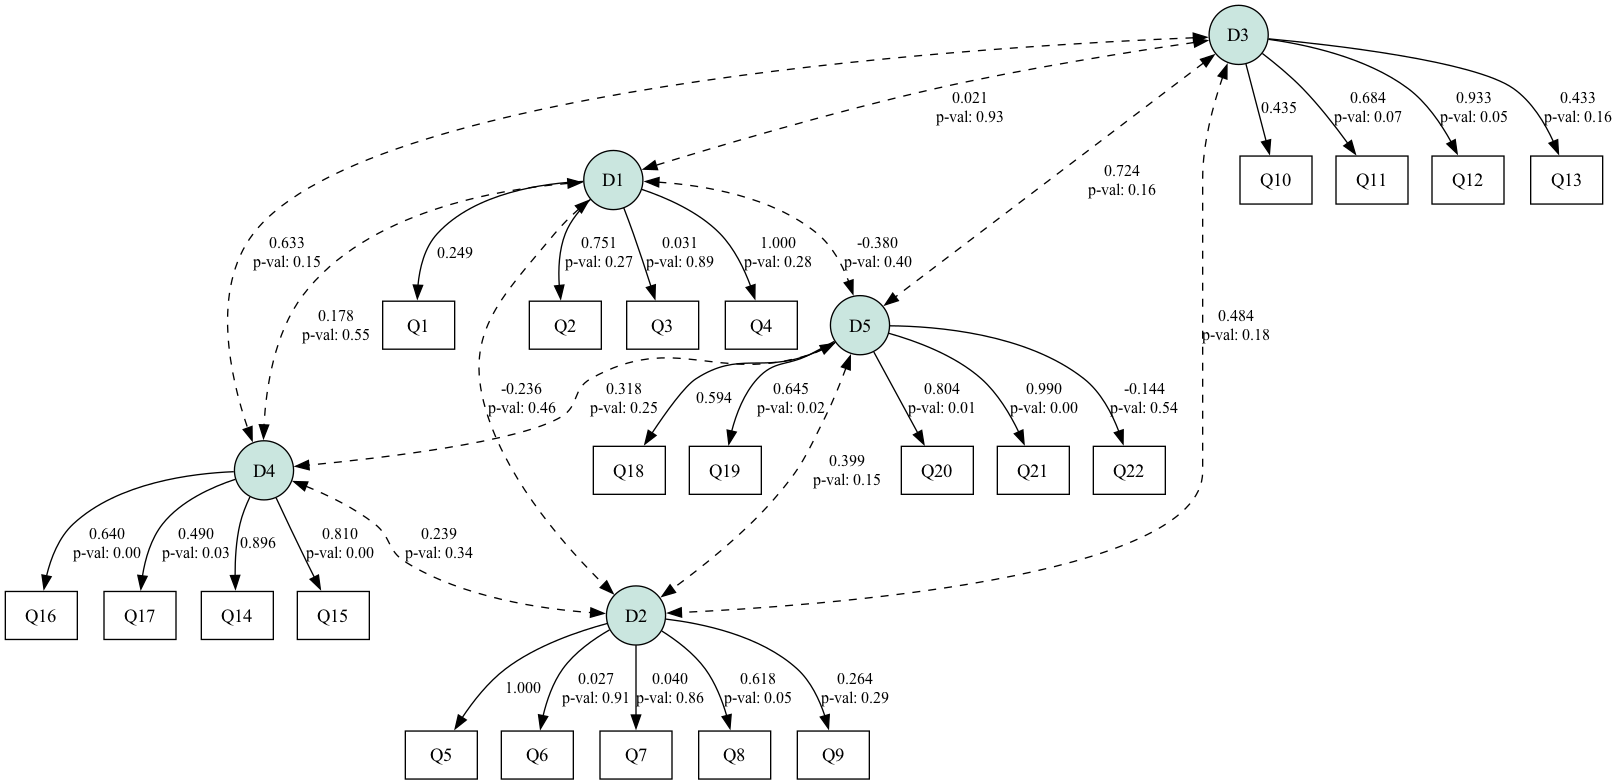 D3
0.021
p-val: 0.93
0.435
0.684
p-val: 0.07
0.933
p-val: 0.05
0.433
p-val: 0.16
D1
0.724
p-val: 0.16
Q10
Q11
Q12
Q13
0.633
p-val: 0.15
0.249
0.751
p-val: 0.27
0.031
p-val: 0.89
1.000
p-val: 0.28
-0.380
p-val: 0.40
0.178
p-val: 0.55
Q1
Q2
Q3
Q4
D5
0.484
p-val: 0.18
-0.236
p-val: 0.46
0.318
p-val: 0.25
0.594
0.645
p-val: 0.02
0.804
p-val: 0.01
0.990
p-val: 0.00
-0.144
p-val: 0.54
D4
0.399
p-val: 0.15
Q18
Q19
Q20
Q21
Q22
0.640
p-val: 0.00
0.490
p-val: 0.03
0.896
0.810
p-val: 0.00
0.239
p-val: 0.34
Q16
Q17
Q14
Q15
D2
1.000
0.027
p-val: 0.91
0.040
p-val: 0.86
0.618
p-val: 0.05
0.264
p-val: 0.29
Q5
Q6
Q7
Q8
Q9